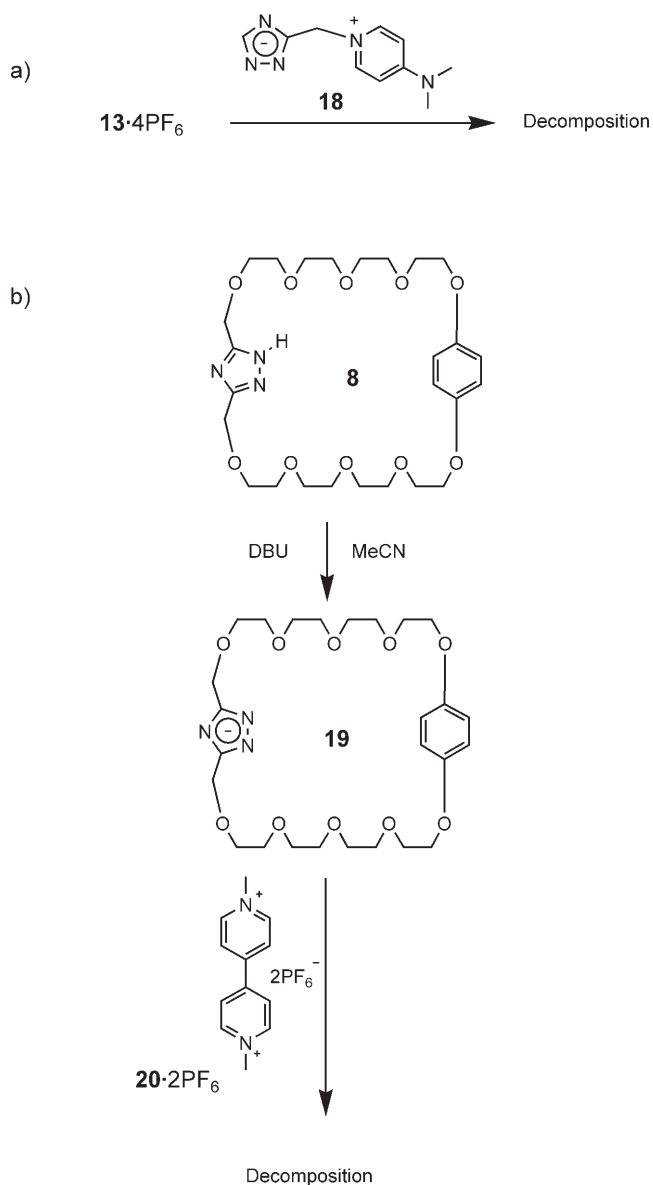 a)
N
N
+
–
N–N
N
18
13·4PF6
Decomposition
b)
O O O O O
H
N
N
N
8
O O O O O
DBU MeCN
O O O O O
N
N
–
N
19
O O O O O
N +
2PF6 –
N +
20·2PF6
Decomposition